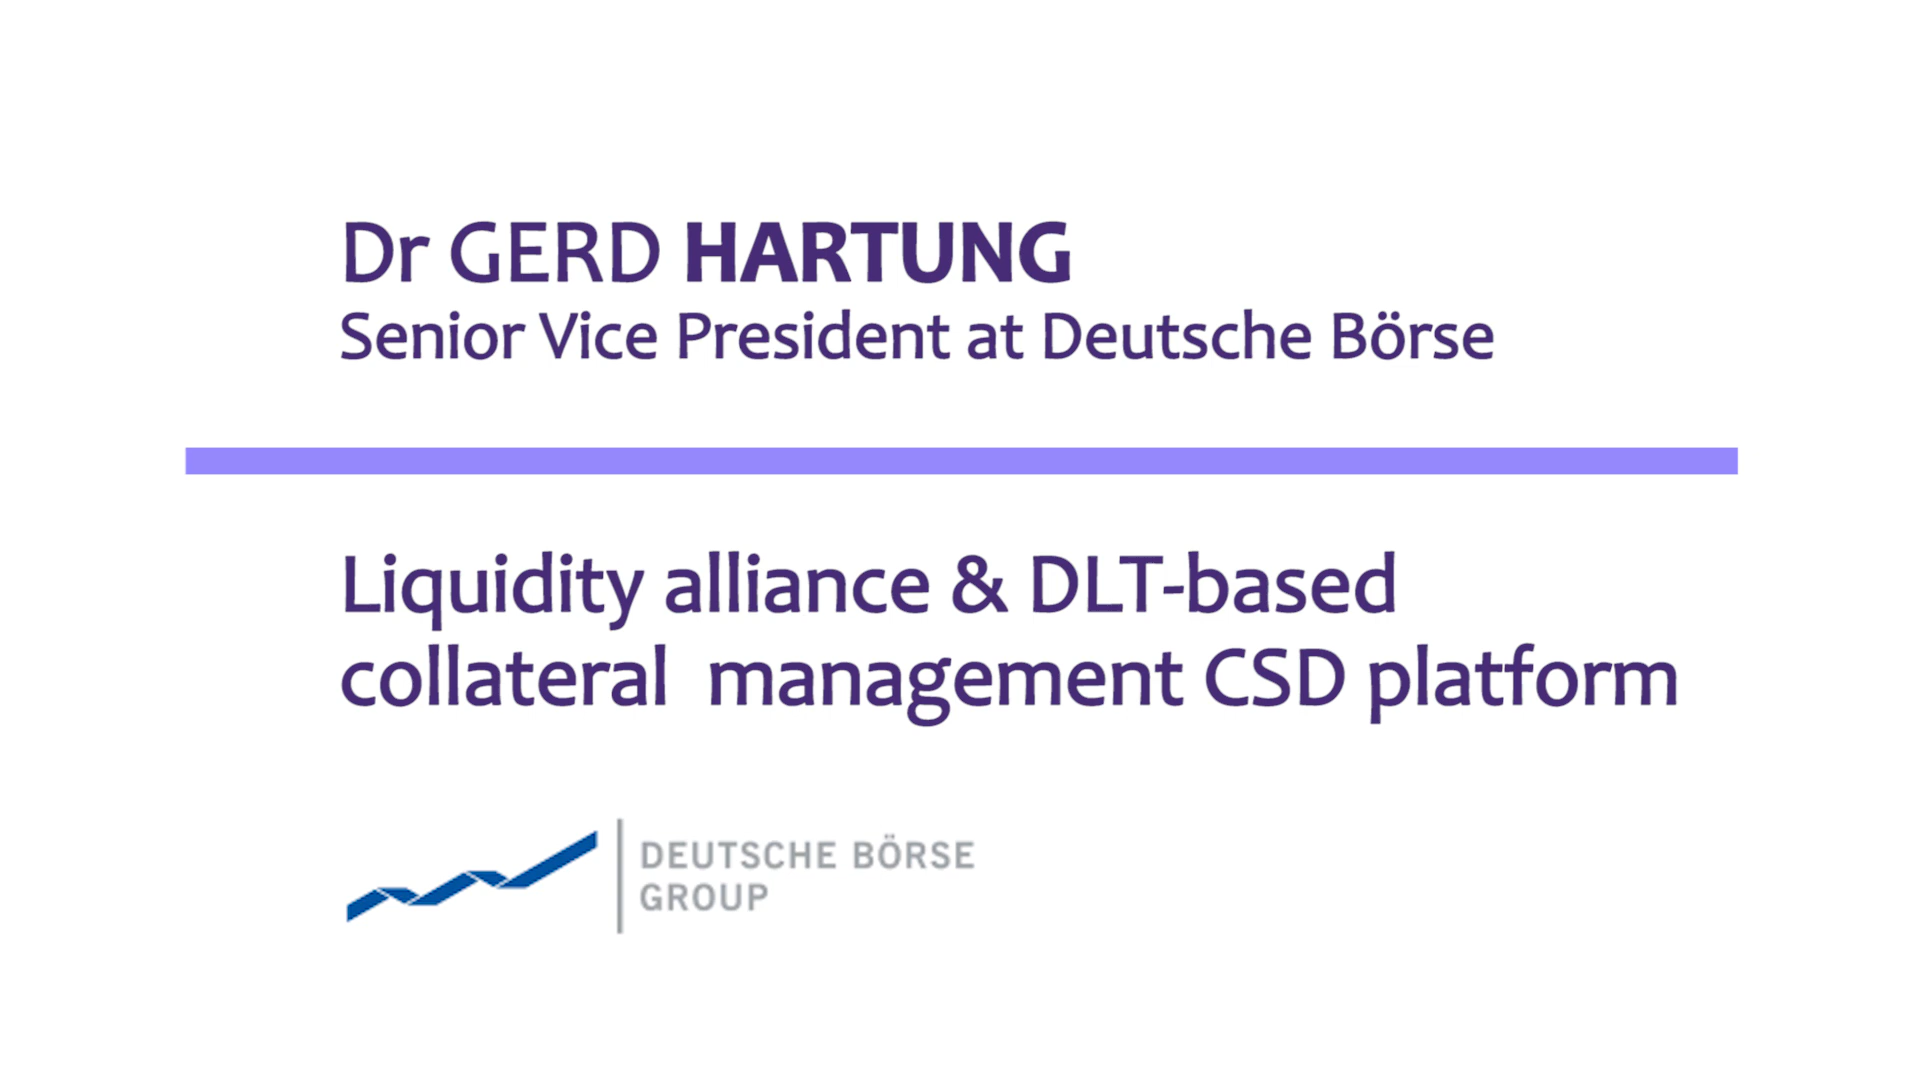 Dr GERD HARTUNG
Senior Vice President at Deutsche Börse
Liquidity alliance & DLT-based
collateral  management CSD platform
DEUTSCHE BÖRSE
GROUP